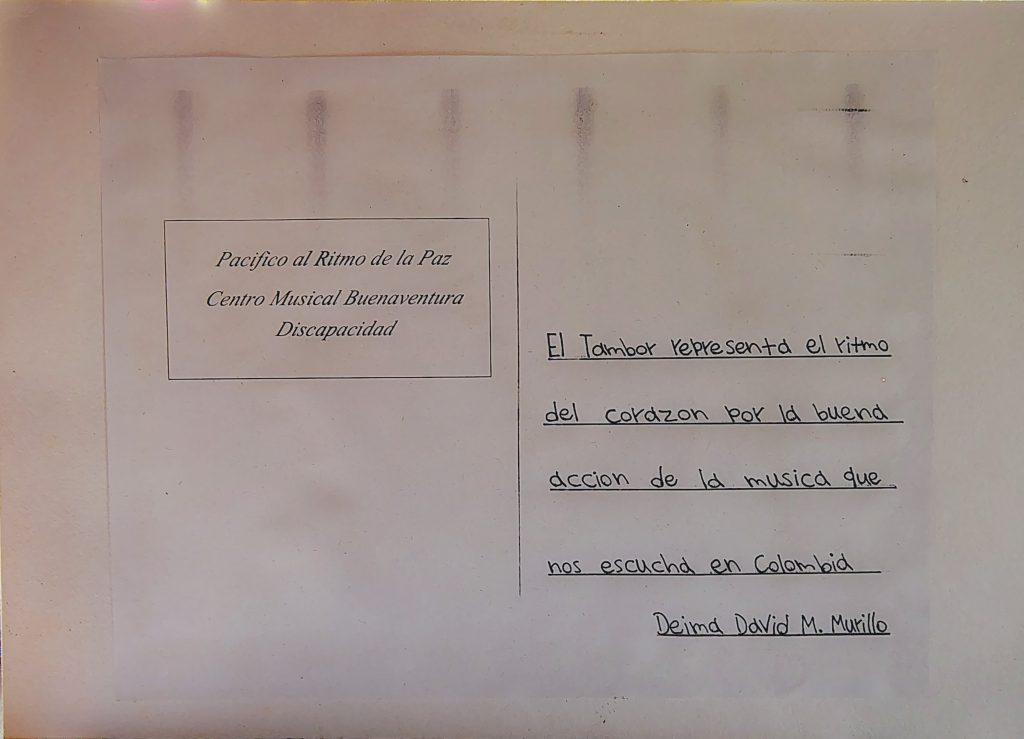 Pacifico al Ritmo de la Paz
Centro Musical Buenaventura
Discapacidad
El Tambor representa el ritmo
del corazon por la buena
accion de la musica que
nos escucha en Colombia
Deima David M. Murillo